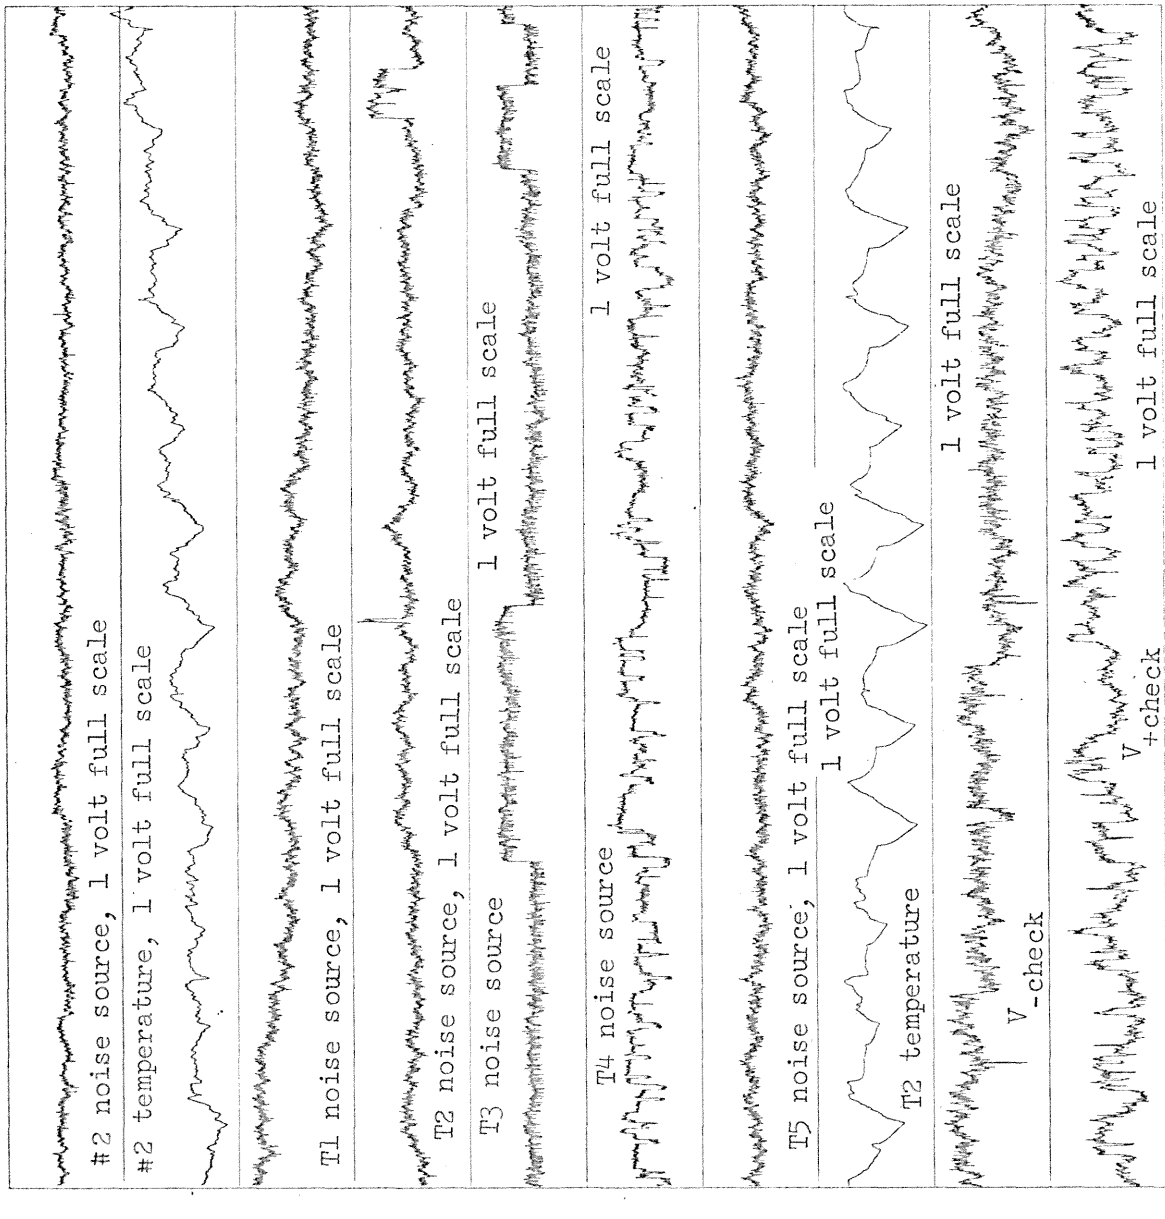 #2 noise source, 1 volt full scale
#2 temperature, 1 volt full scale
T1 noise source, 1 volt full scale
T2 noise source, 1 volt full scale
T3 noise source 1 volt full scale
T4 noise source 1 volt full scale
T5 noise source, 1 volt full scale
T2 temperature 1 volt full scale
V-check 1 volt full scale
V+check 1 volt full scale